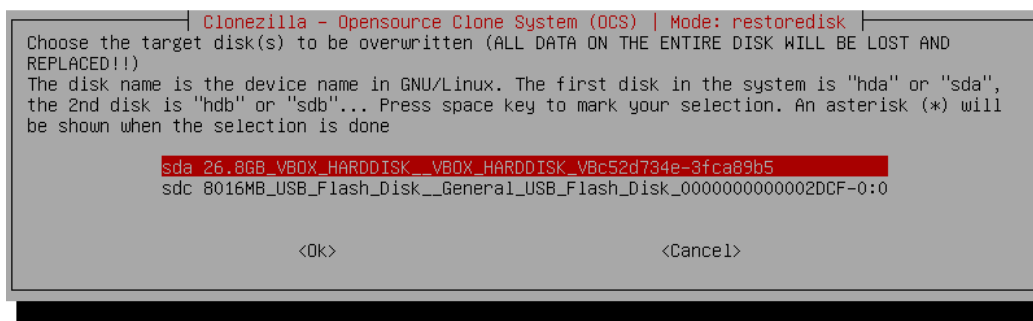 Clonezilla - Opensource Clone System (OCS) | Mode: restoredisk
Choose the target disk(s) to be overwritten (ALL DATA ON THE ENTIRE DISK WILL BE LOST AND
REPLACED!!)
The disk name is the device name in GNU/Linux. The first disk in the system is "hda" or "sda",
the 2nd disk is "hdb" or "sdb"... Press space key to mark your selection. An asterisk (*) will
be shown when the selection is done
sda 26.8GB_VBOX_HARDDISK__VBOX_HARDDISK_VBc52d734e-3fca89b5
sdc 8016MB_USB_Flash_Disk__General_USB_Flash_Disk_0000000000002DCF-0:0
<Ok> <Cancel>